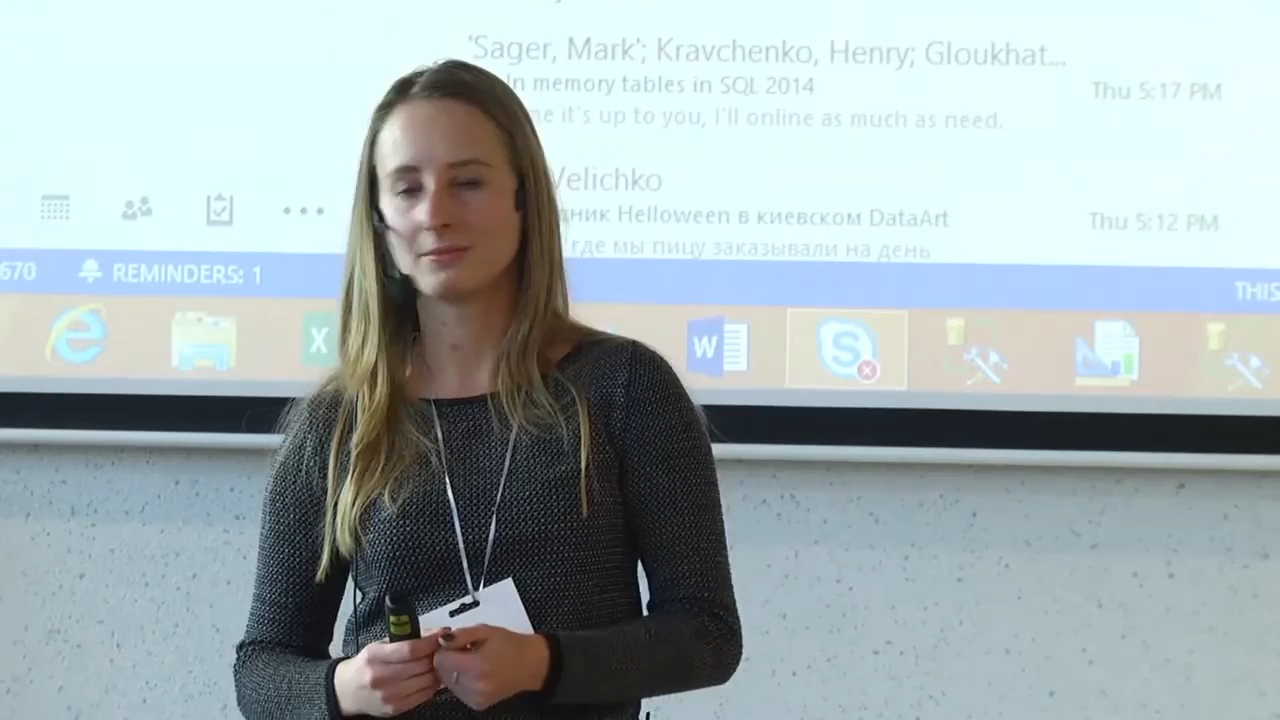 'Sager, Mark'; Kravchenko, Henry; Gloukhat...
In memory tables in SQL 2014
Thu 5:17 PM
it's up to you, I'll online as much as need.
Velichko
Helloween в киевском DataArt
Thu 5:12 PM
где мы пиццу заказывали на день
670
REMINDERS: 1
THIS
X
W
S